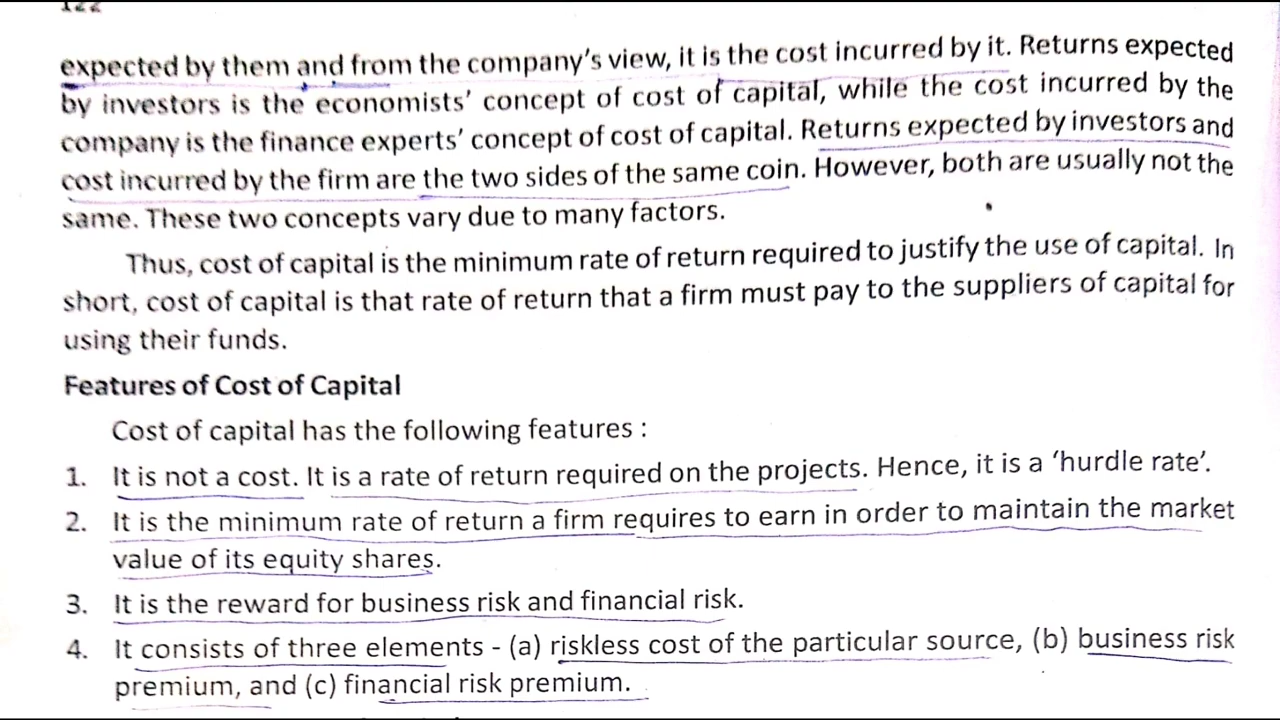 122
expected by them and from the company's view, it is the cost incurred by it. Returns expected
by investors is the economists' concept of cost of capital, while the cost incurred by the
company is the finance experts' concept of cost of capital. Returns expected by investors and
cost incurred by the firm are the two sides of the same coin. However, both are usually not the
same. These two concepts vary due to many factors.
Thus, cost of capital is the minimum rate of return required to justify the use of capital. In
short, cost of capital is that rate of return that a firm must pay to the suppliers of capital for
using their funds.
Features of Cost of Capital
Cost of capital has the following features :
1. It is not a cost. It is a rate of return required on the projects. Hence, it is a 'hurdle rate'.
2. It is the minimum rate of return a firm requires to earn in order to maintain the market
value of its equity shares.
3. It is the reward for business risk and financial risk.
4. It consists of three elements - (a) riskless cost of the particular source, (b) business risk
premium, and (c) financial risk premium.